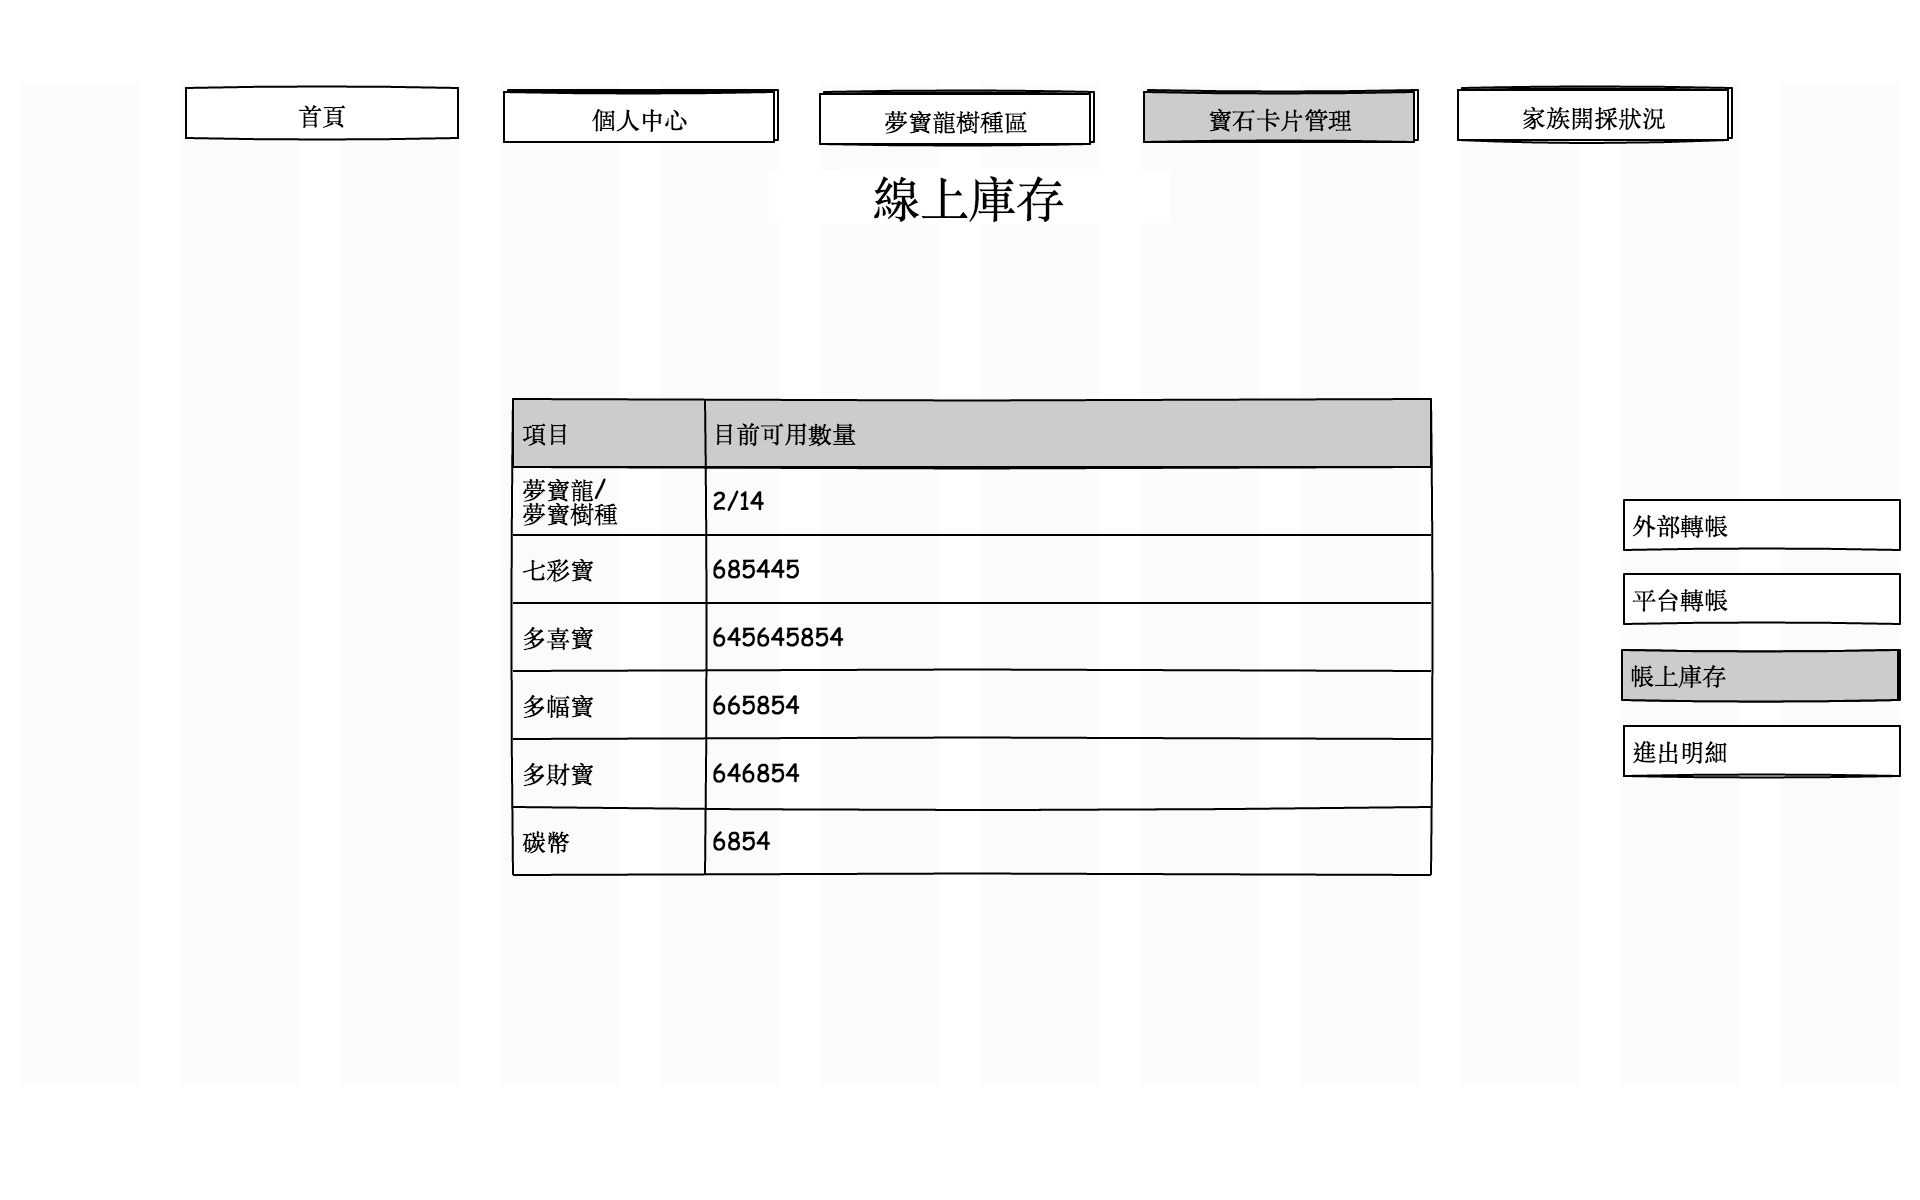 首頁
個人中心
夢寶龍樹種區
寶石卡片管理
家族開採狀況
線上庫存
項目 目前可用數量
夢寶龍/
夢寶樹種 2/14
七彩寶 685445
多喜寶 645645854
多幅寶 665854
多財寶 646854
碳幣 6854
外部轉帳
平台轉帳
帳上庫存
進出明細